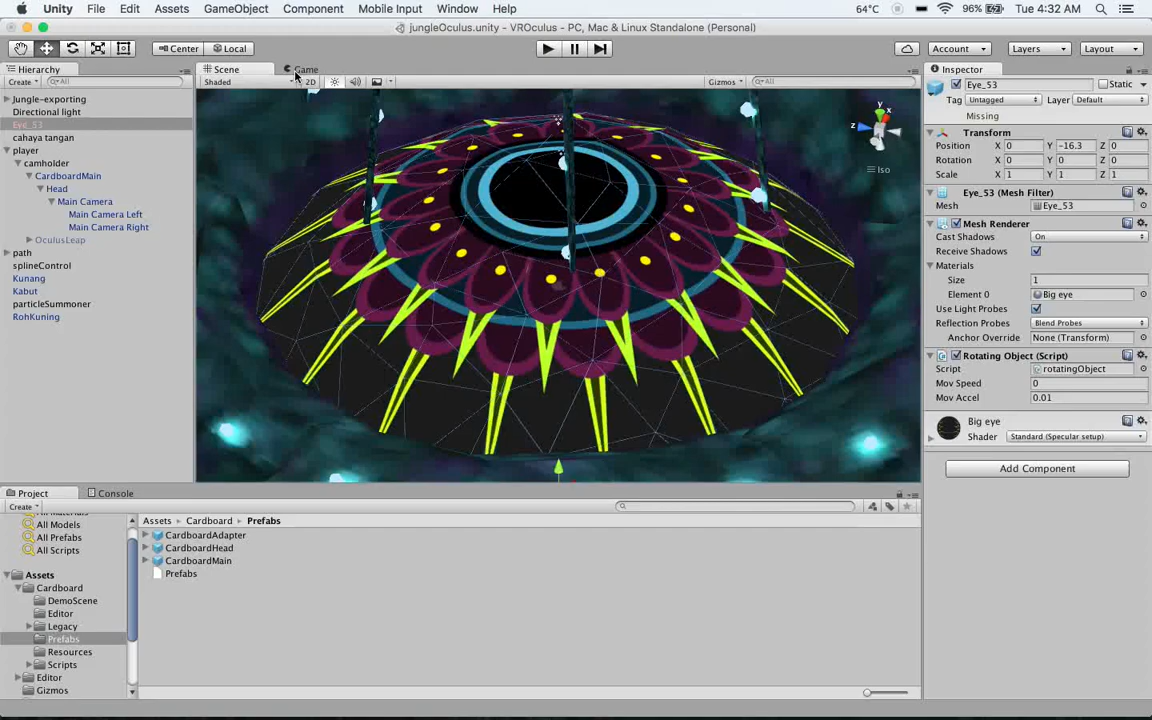 Unity File Edit Assets GameObject Component Mobile Input Window Help 64°C 96% Tue 4:32 AM
jungleOculus.unity - VROculus - PC, Mac & Linux Standalone (Personal)
Center Local Account Layers Layout
Hierarchy
Create All
Jungle-exporting
Directional light
Eye_53
cahaya tangan
player
camholder
CardboardMain
Head
Main Camera
Main Camera Left
Main Camera Right
OculusLeap
path
splineControl
Kunang
Kabut
particleSummoner
RohKuning
Scene Game
Shaded 2D Gizmos All
y
x
z
Iso
Inspector
Eye_53 Static
Tag Untagged Layer Default
Missing
Transform
Position X 0 Y -16.3 Z 0
Rotation X 0 Y 0 Z 0
Scale X 1 Y 1 Z 1
Eye_53 (Mesh Filter)
Mesh Eye_53
Mesh Renderer
Cast Shadows On
Receive Shadows
Materials
Size 1
Element 0 Big eye
Use Light Probes
Reflection Probes Blend Probes
Anchor Override None (Transform)
Rotating Object (Script)
Script rotatingObject
Mov Speed 0
Mov Accel 0.01
Big eye
Shader Standard (Specular setup)
Add Component
Project Console
Create
All Models
All Prefabs
All Scripts
Assets
Cardboard
DemoScene
Editor
Legacy
Prefabs
Resources
Scripts
Editor
Gizmos
Assets Cardboard Prefabs
CardboardAdapter
CardboardHead
CardboardMain
Prefabs